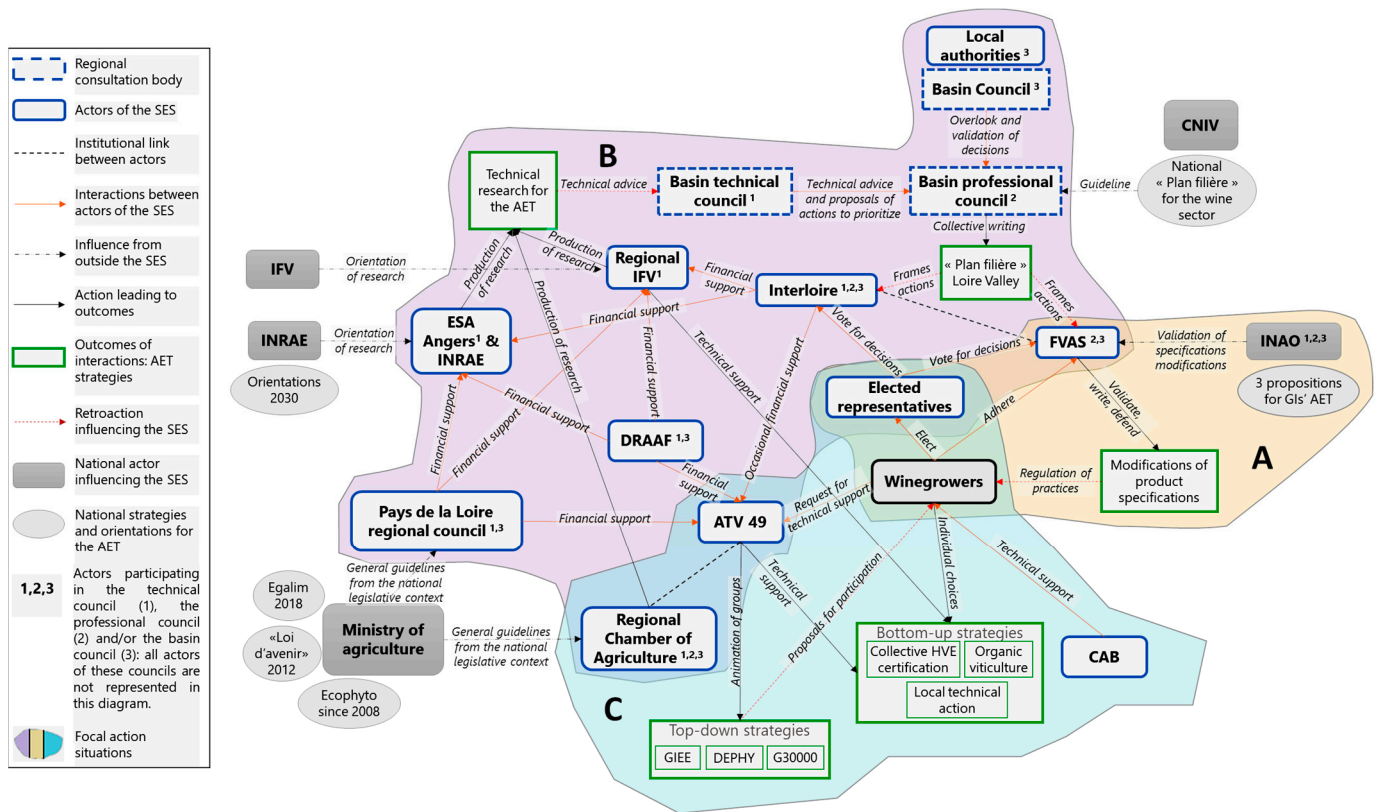 Regional
consultation body
Actors of the SES
Institutional link
between actors
Interactions between
actors of the SES
Influence from
outside the SES
Action leading to
outcomes
Outcomes of
interactions: AET
strategies
Retroaction
influencing the SES
National actor
influencing the SES
National strategies
and orientations for
the AET
1,2,3
Actors participating
in the technical
council (1), the
professional council
(2) and/or the basin
council (3): all actors
of these councils are
not represented in
this diagram.
Focal action
situations
Local
authorities ³
Basin Council ³
Overlook and
validation of
decisions
CNIV
National
« Plan filière »
for the wine
sector
Guideline
B
Technical
research for
the AET
Technical advice
Basin technical
council ¹
Technical advice
and proposals of
actions to prioritize
Basin professional
council ²
Collective writing
« Plan filière »
Loire Valley
Frames
actions
Frames
actions
IFV
Orientation
of research
Production
of research
Production
of research
Regional
IFV¹
Financial
support
Interloire ¹,²,³
INRAE
Orientation
of research
Orientations
2030
ESA
Angers¹ &
INRAE
Financial support
Production of research
Financial support
Technical support
Vote for decisions
Vote for decisions
FVAS ²,³
Validation of
specifications
modifications
INAO ¹,²,³
3 propositions
for GIs’ AET
Elected
representatives
Occasional financial
support
Adhere
Validate,
write, defend
Elect
A
Financial support
Financial support
Financial support
DRAAF ¹,³
Financial
support
Winegrowers
Regulation of
practices
Modifications of
product
specifications
Pays de la Loire
regional council ¹,³
Financial support
ATV 49
Request for
technical support
General guidelines
from the national
legislative context
Egalim
2018
«Loi
d’avenir»
2012
Ministry of
agriculture
Ecophyto
since 2008
General guidelines
from the national
legislative context
Regional
Chamber of
Agriculture ¹,²,³
Technical
support
Individual choices
Technical support
Animation of groups
Proposals for participation
C
Bottom-up strategies
Collective HVE
certification
Organic
viticulture
Local technical
action
CAB
Top-down strategies
GIEE
DEPHY
G30000